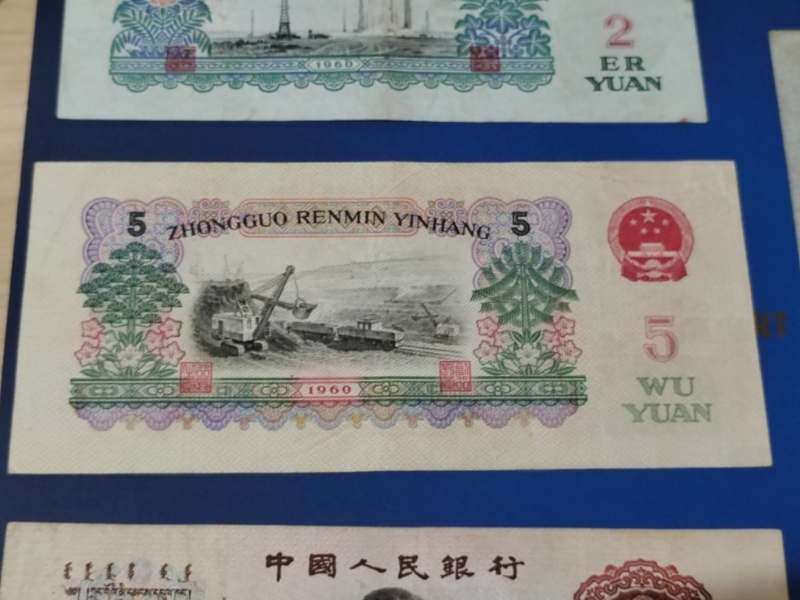 2
ER
YUAN
1960
5 ZHONGGUO RENMIN YINHANG 5
5
WU
YUAN
1960
中國人民銀行